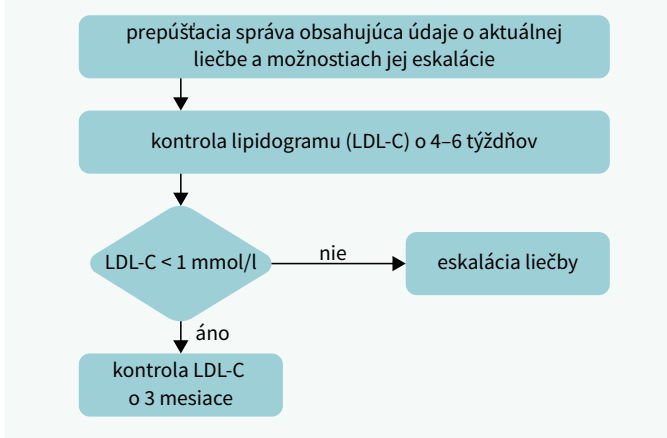 prepúšťacia správa obsahujúca údaje o aktuálnej
liečbe a možnostiach jej eskalácie
kontrola lipidogramu (LDL-C) o 4–6 týždňov
LDL-C < 1 mmol/l
nie
eskalácia liečby
áno
kontrola LDL-C
o 3 mesiace